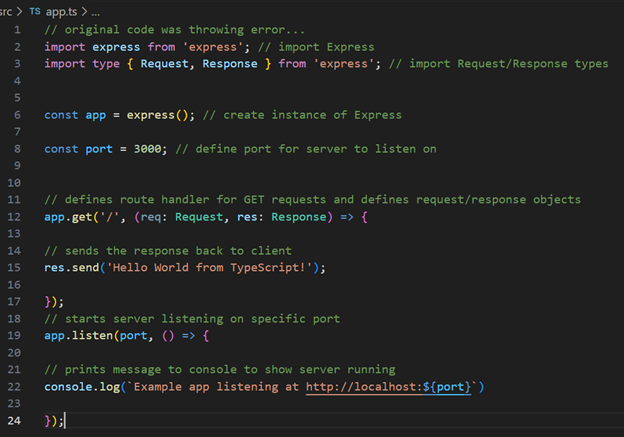 src > TS app.ts > ...
1 // original code was throwing error...
2 import express from 'express'; // import Express
3 import type { Request, Response } from 'express'; // import Request/Response types
4
5
6 const app = express(); // create instance of Express
7
8 const port = 3000; // define port for server to listen on
9
10
11 // defines route handler for GET requests and defines request/response objects
12 app.get('/', (req: Request, res: Response) => {
13
14 // sends the response back to client
15 res.send('Hello World from TypeScript!');
16
17 });
18 // starts server listening on specific port
19 app.listen(port, () => {
20
21 // prints message to console to show server running
22 console.log(`Example app listening at http://localhost:${port}`)
23
24 });